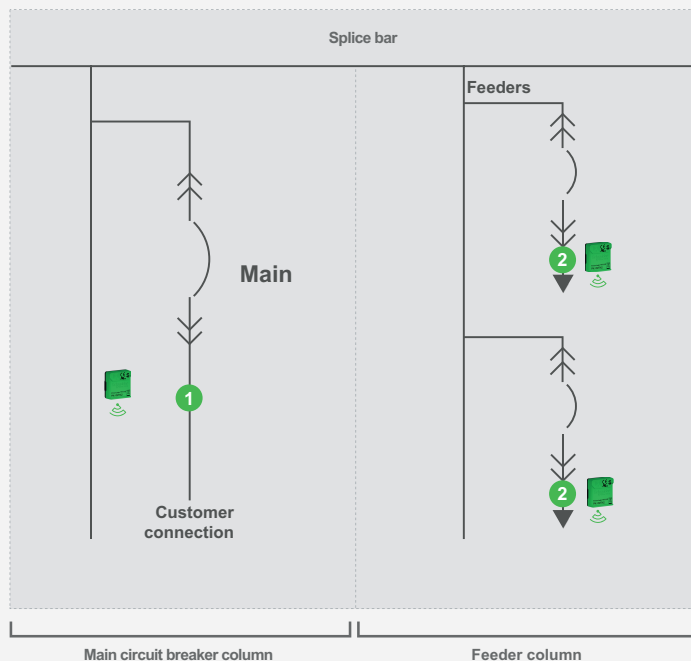 Splice bar
Feeders
2
Main
1
2
Customer
connection
Main circuit breaker column
Feeder column